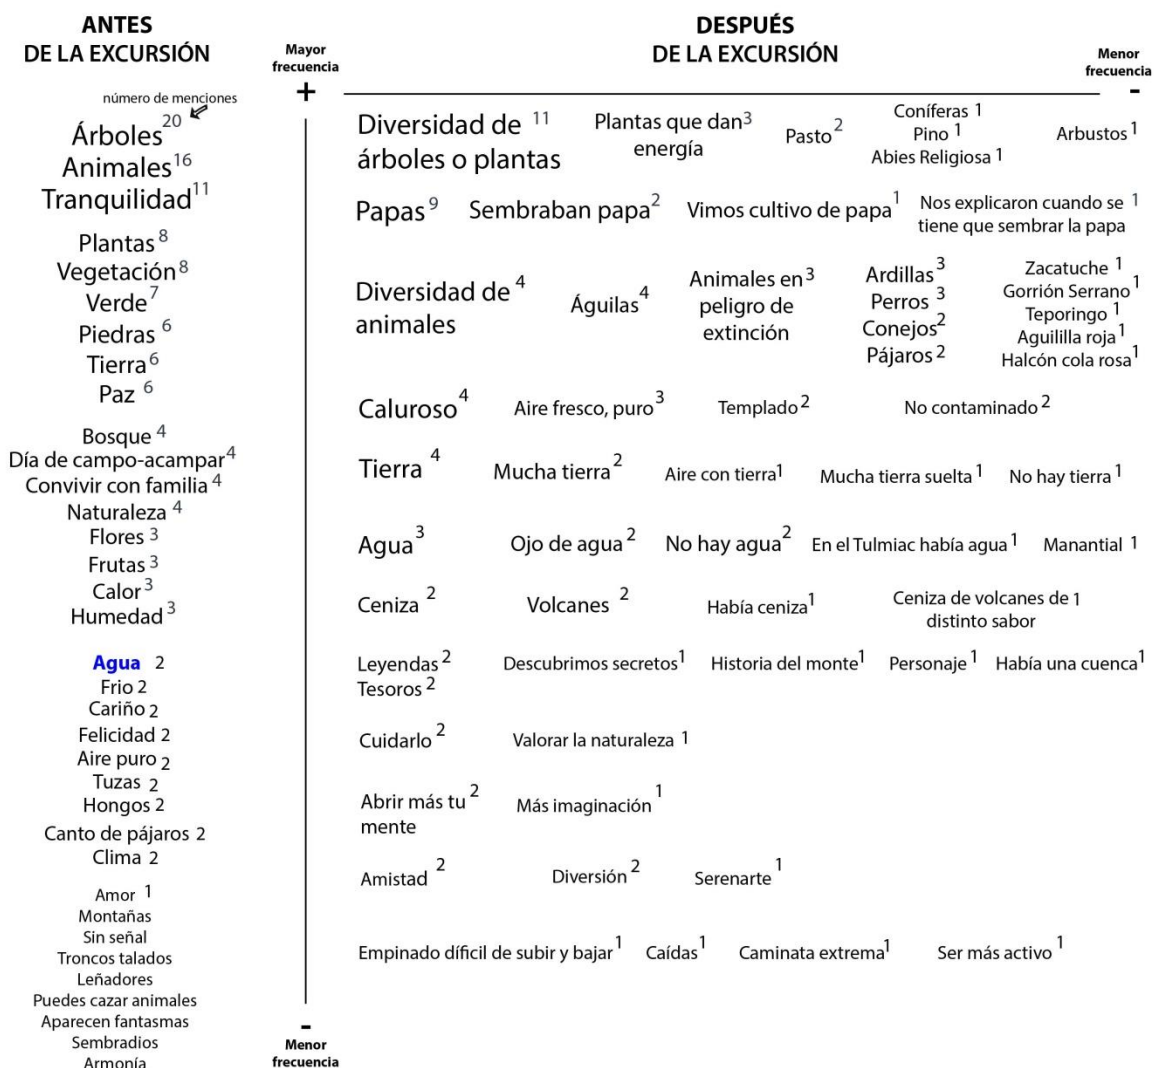 ANTES
DE LA EXCURSIÓN
Mayor
frecuencia
+
número de menciones
Árboles 20
Animales 16
Tranquilidad 11
Plantas 8
Vegetación 8
Verde 7
Piedras 6
Tierra 6
Paz 6
Bosque 4
Día de campo-acampar 4
Convivir con familia 4
Naturaleza 4
Flores 3
Frutas 3
Calor 3
Humedad 3
Agua 2
Frio 2
Cariño 2
Felicidad 2
Aire puro 2
Tuzas 2
Hongos 2
Canto de pájaros 2
Clima 2
Amor 1
Montañas
Sin señal
Troncos talados
Leñadores
Puedes cazar animales
Aparecen fantasmas
Sembradios
Armonía
-
Menor
frecuencia
DESPUÉS
DE LA EXCURSIÓN
Menor
frecuencia
-
Diversidad de 11
árboles o plantas
Plantas que dan 3
energía
Pasto 2
Coníferas 1
Pino 1
Abies Religiosa 1
Arbustos 1
Papas 9
Sembraban papa 2
Vimos cultivo de papa 1
Nos explicaron cuando se 1
tiene que sembrar la papa
Diversidad de 4
animales
Águilas 4
Animales en 3
peligro de
extinción
Ardillas 3
Perros 3
Conejos 2
Pájaros 2
Zacatuche 1
Gorrión Serrano 1
Teporingo 1
Aguililla roja 1
Halcón cola rosa 1
Caluroso 4
Aire fresco, puro 3
Templado 2
No contaminado 2
Tierra 4
Mucha tierra 2
Aire con tierra 1
Mucha tierra suelta 1
No hay tierra 1
Agua 3
Ojo de agua 2
No hay agua 2
En el Tulmiac había agua 1
Manantial 1
Ceniza 2
Volcanes 2
Había ceniza 1
Ceniza de volcanes de 1
distinto sabor
Leyendas 2
Tesoros 2
Descubrimos secretos 1
Historia del monte 1
Personaje 1
Había una cuenca 1
Cuidarlo 2
Valorar la naturaleza 1
Abrir más tu 2
mente
Más imaginación 1
Amistad 2
Diversión 2
Serenarte 1
Empinado díficil de subir y bajar 1
Caídas 1
Caminata extrema 1
Ser más activo 1